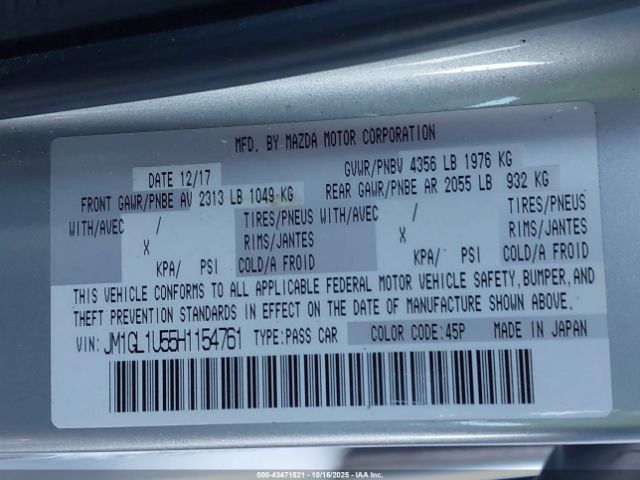 MFD. BY MAZDA MOTOR CORPORATION
DATE 12/17 GVWR/PNBV 4356 LB 1976 KG
FRONT GAWR/PNBE AV 2313 LB 1049 KG REAR GAWR/PNBE AR 2055 LB 932 KG
WITH/AVEC / TIRES/PNEUS WITH/AVEC / TIRES/PNEUS
X RIMS/JANTES X RIMS/JANTES
KPA/ PSI COLD/A FROID KPA/ PSI COLD/A FROID
THIS VEHICLE CONFORMS TO ALL APPLICABLE FEDERAL MOTOR VEHICLE SAFETY, BUMPER, AND
THEFT PREVENTION STANDARDS IN EFFECT ON THE DATE OF MANUFACTURE SHOWN ABOVE.
VIN: JM1GL1U55H1154761 TYPE:PASS CAR COLOR CODE:45P MADE IN JAPAN
000-43471521 - 10/16/2025 - IAA Inc.